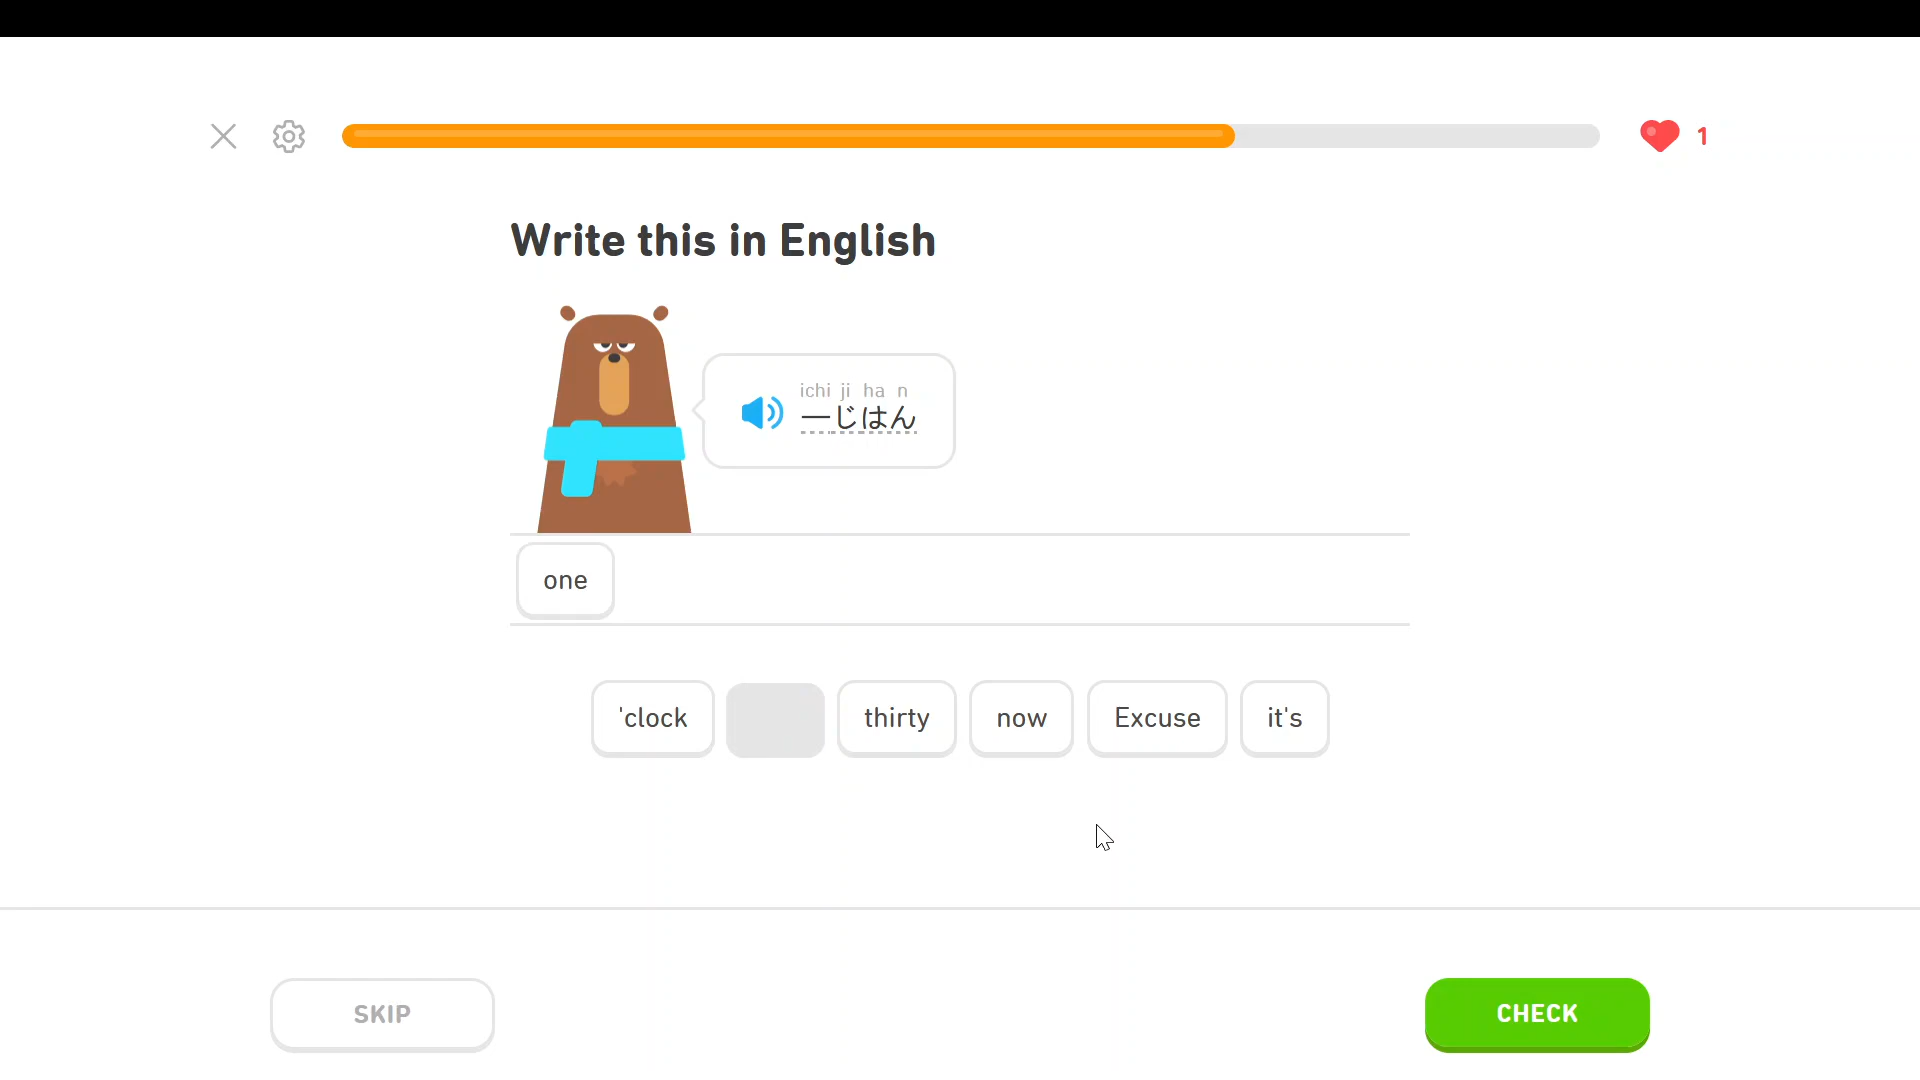 1
Write this in English
ichi ji ha n
一じはん
one
'clock
thirty
now
Excuse
it's
SKIP
CHECK